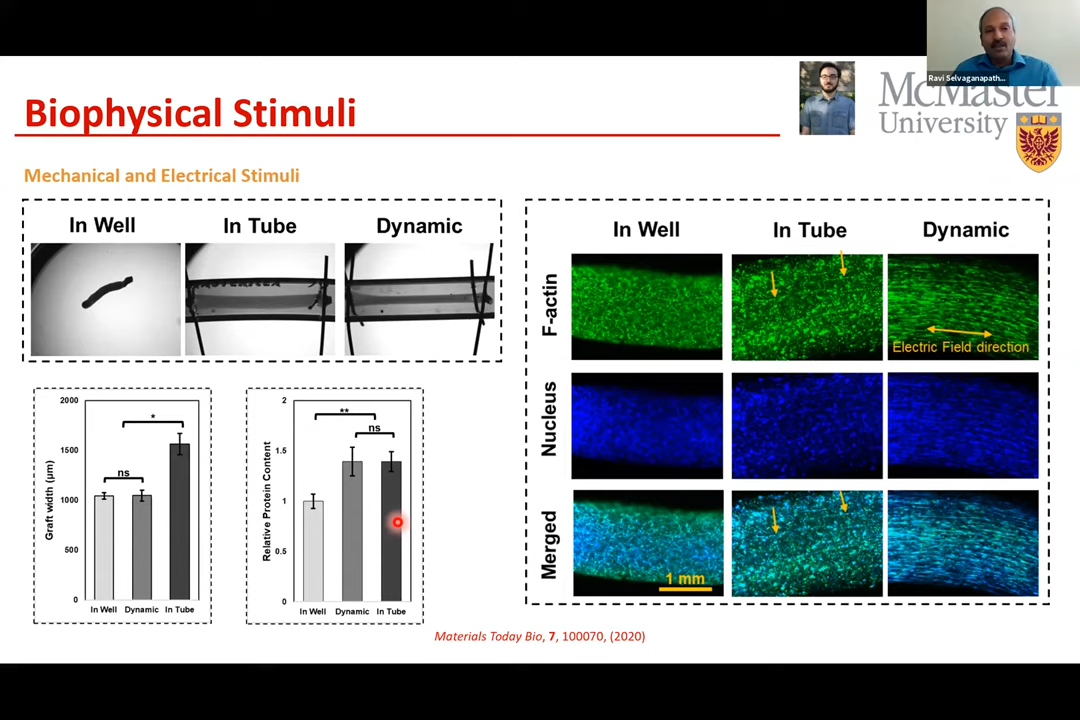 Ravi Selvaganapath...
McMaster
University
Biophysical Stimuli
Mechanical and Electrical Stimuli
In Well
In Tube
Dynamic
2000
1500
1000
500
0
Graft width (µm)
*
ns
In Well
Dynamic
In Tube
2
1.5
1
0.5
0
Relative Protein Content
**
ns
In Well
Dynamic
In Tube
In Well
In Tube
Dynamic
F-actin
Electric Field direction
Nucleus
Merged
1 mm
Materials Today Bio, 7, 100070, (2020)